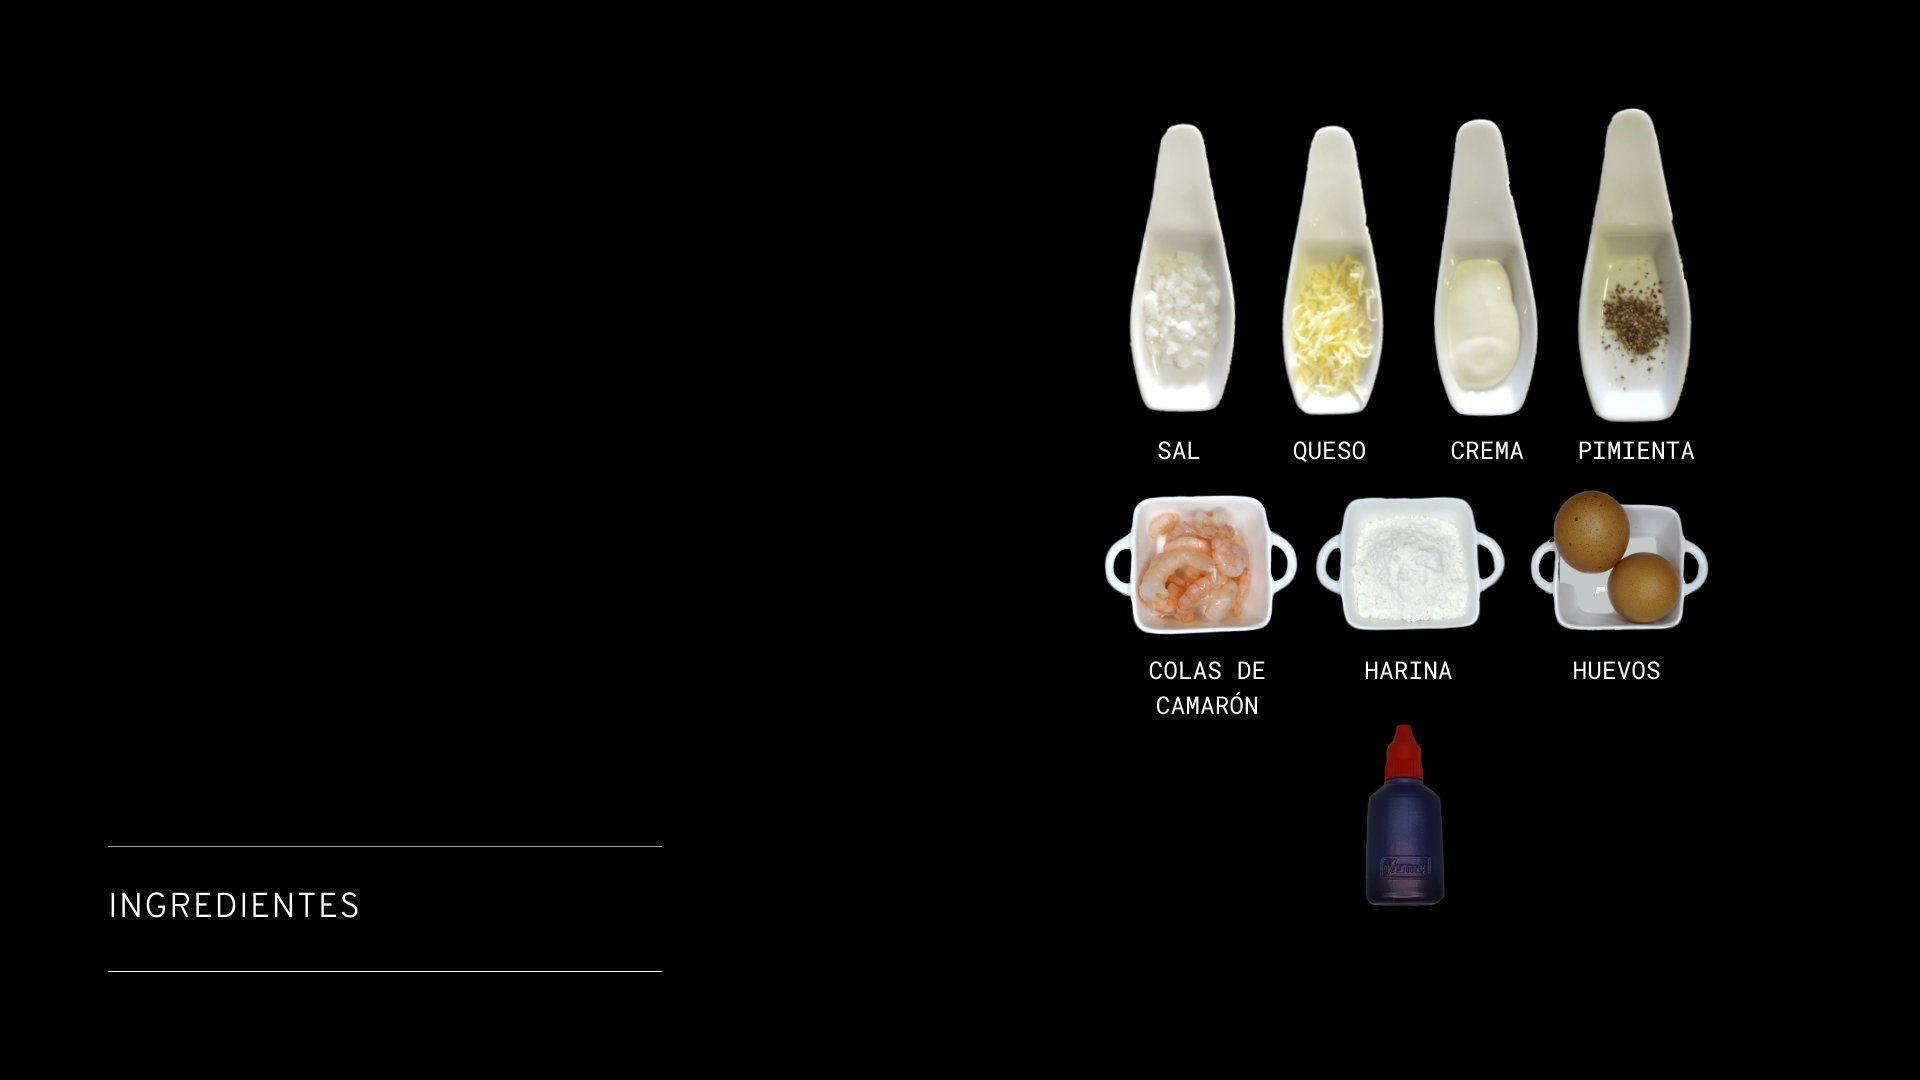 SAL
QUESO
CREMA
PIMIENTA
COLAS DE
CAMARÓN
HARINA
HUEVOS
INGREDIENTES